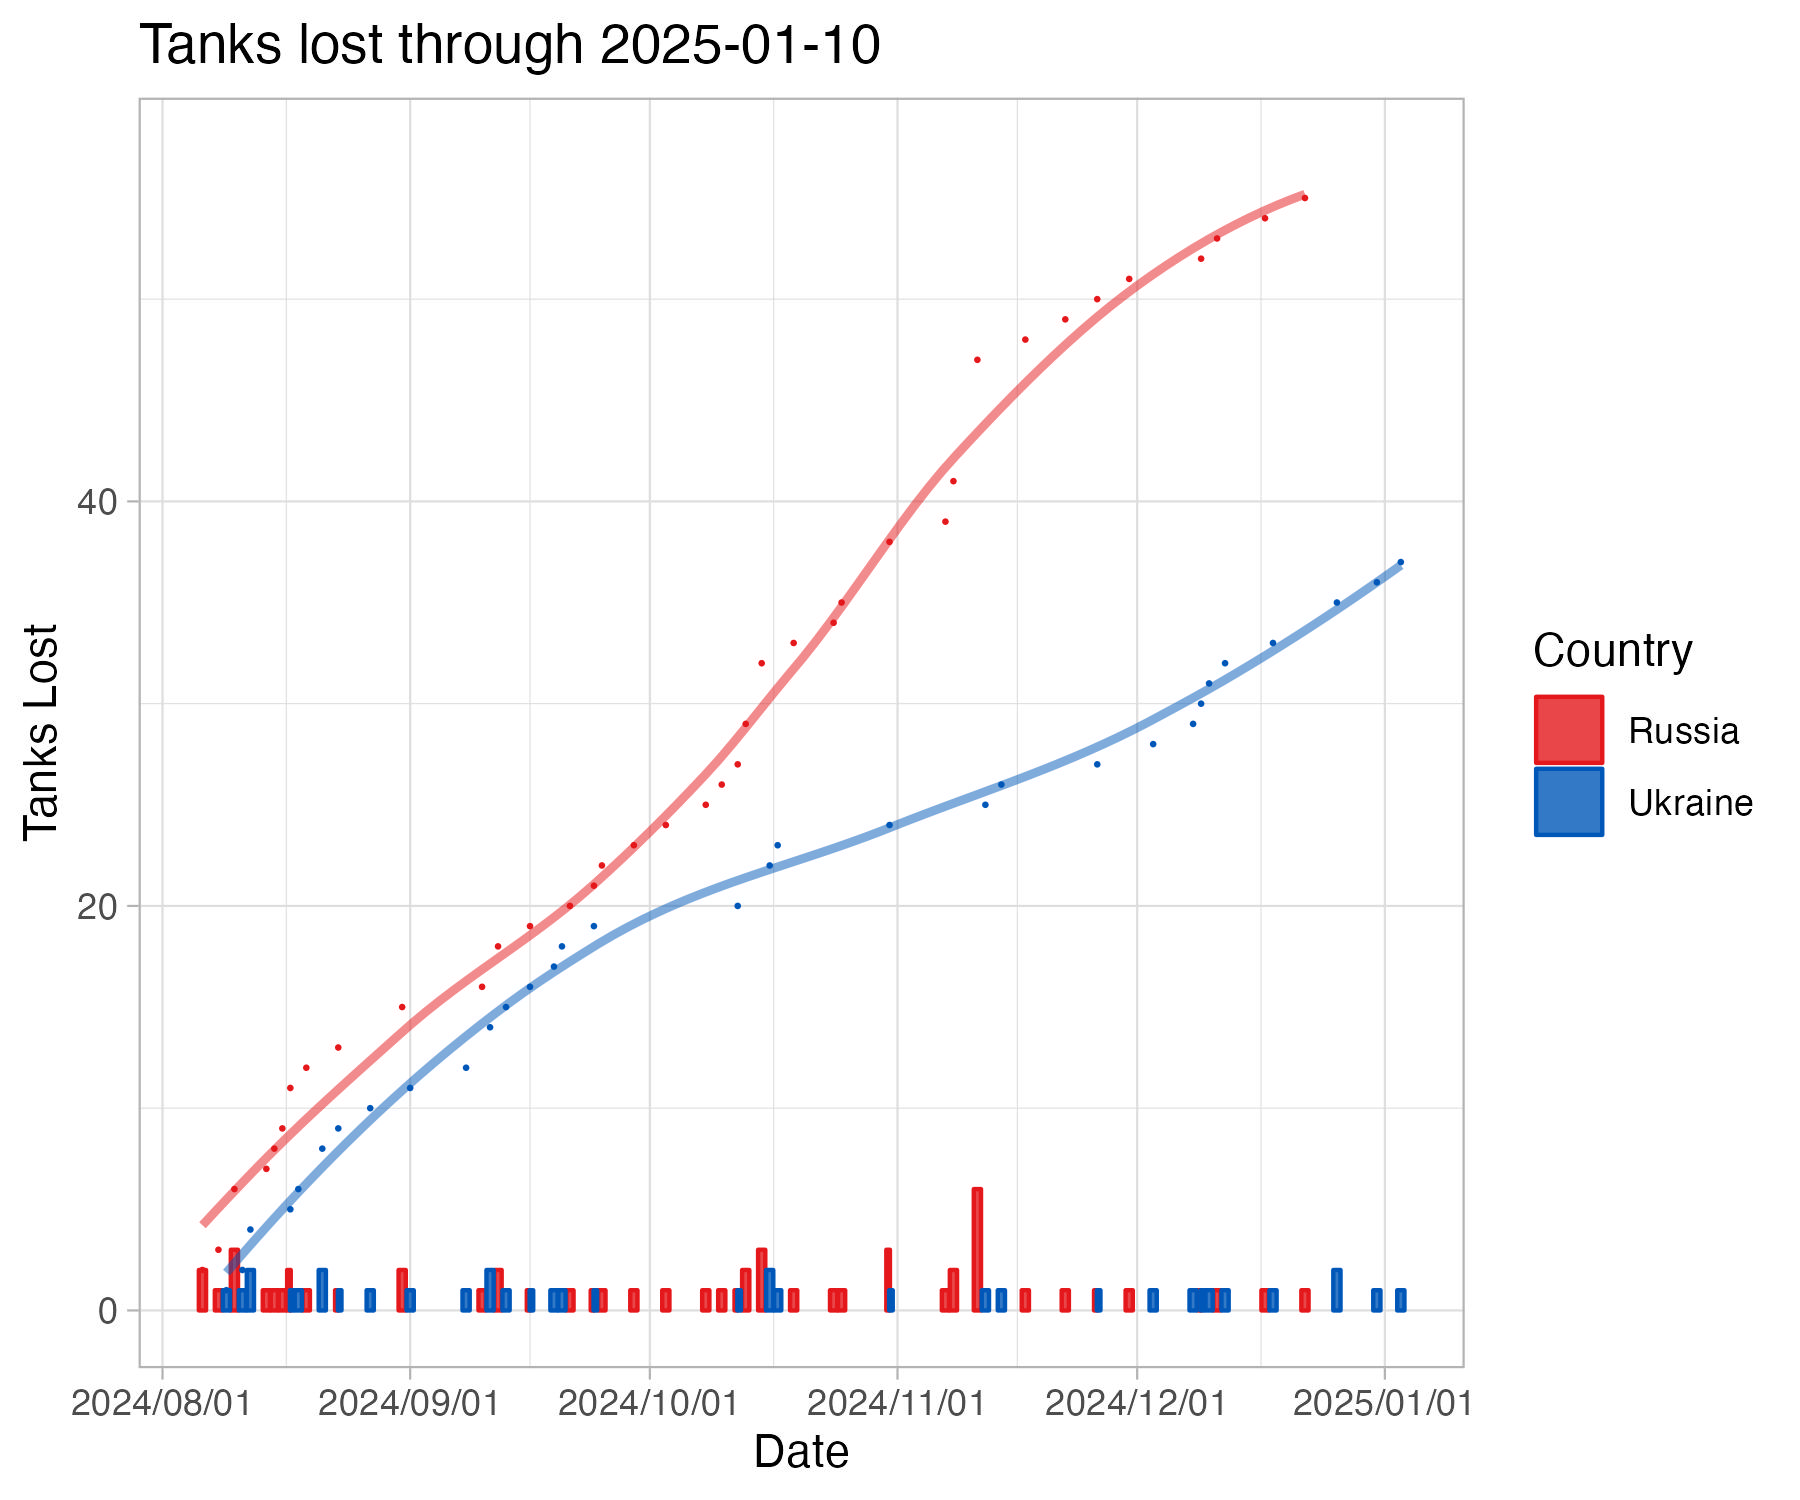 Tanks lost through 2025-01-10
Tanks Lost
40
20
0
2024/08/01 2024/09/01 2024/10/01 2024/11/01 2024/12/01 2025/01/01
Date
Country
Russia
Ukraine